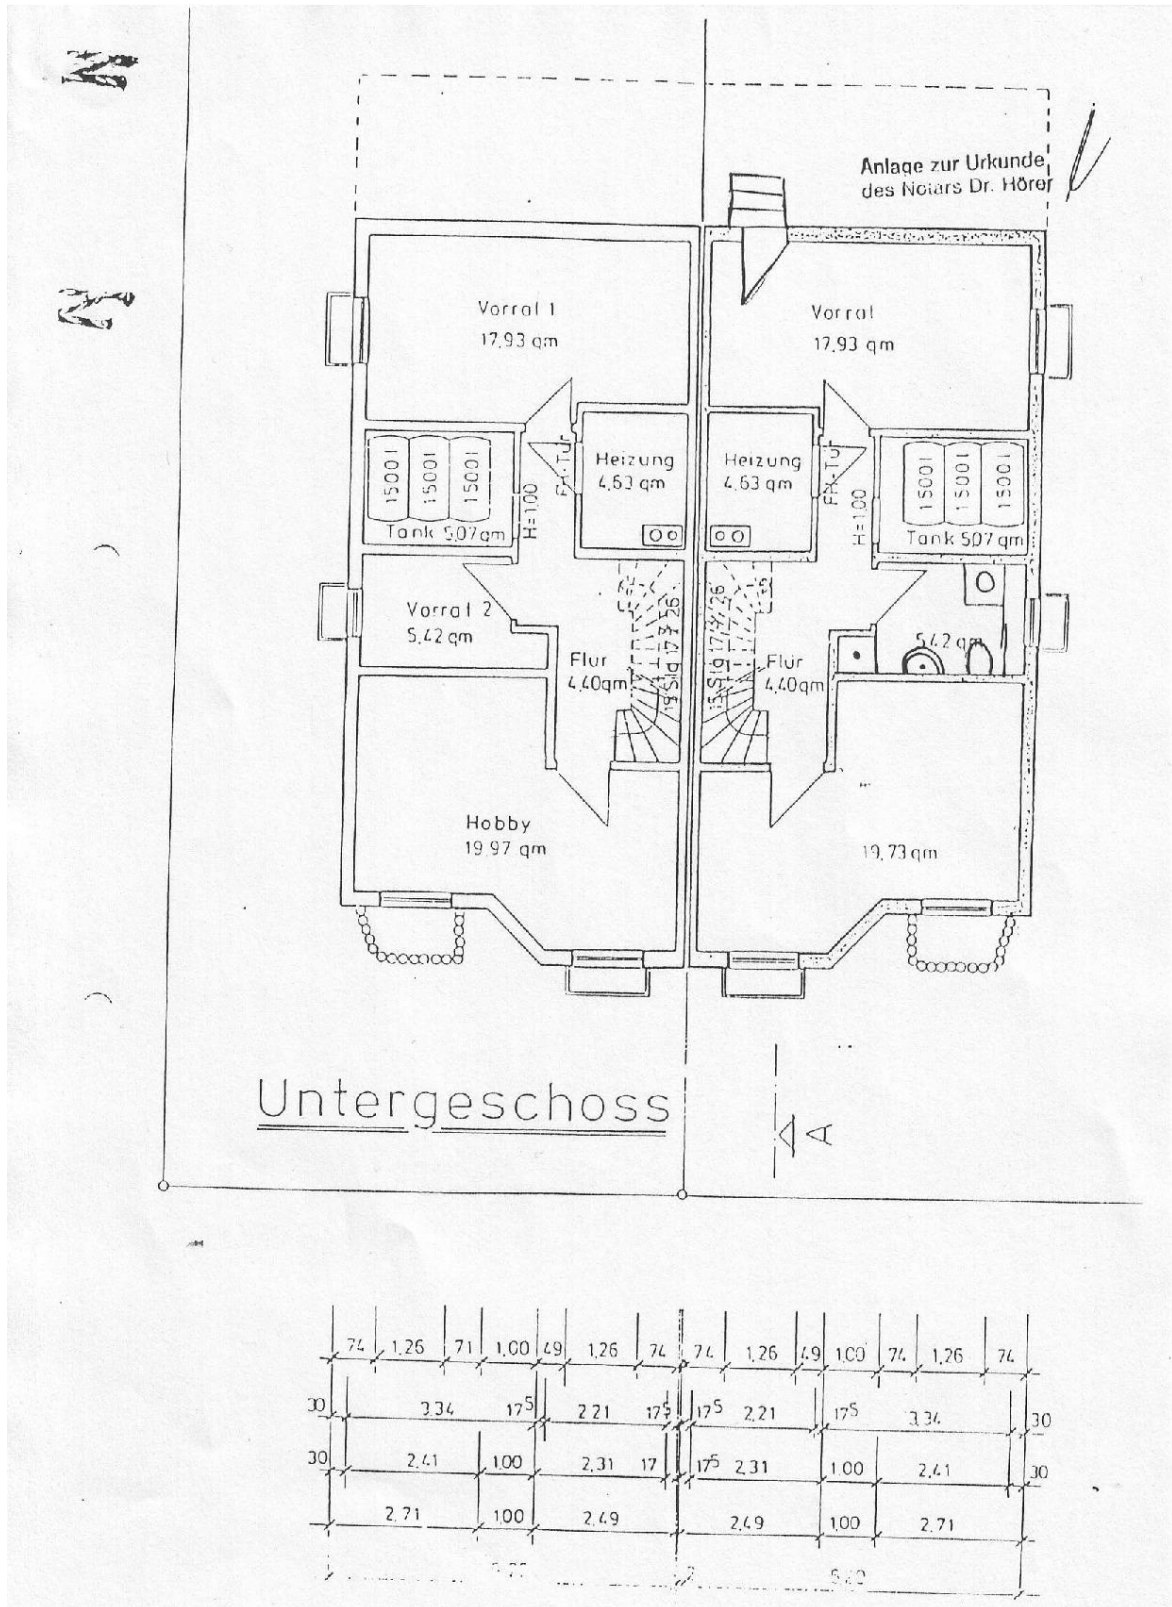 Anlage zur Urkunde
des Notars Dr. Hörer
Vorrat 1
17,93 qm
Vorrat
17,93 qm
1500 l
1500 l
1500 l
Tank 5,07 qm
H=1,00
FH-Tür
Heizung
4,63 qm
Heizung
4,63 qm
FH-Tür
H=1,00
1500 l
1500 l
1500 l
Tank 5,07 qm
Vorrat 2
5,42 qm
Flur
4,40 qm
Flur
4,40 qm
5,42 qm
Hobby
19,97 qm
19,73 qm
Untergeschoss
A
74 1,26 71 1,00 49 1,26 74 74 1,26 49 1,00 74 1,26 74
30 3,34 17⁵ 2,21 17⁵ 17⁵ 2,21 17⁵ 3,34 30
30 2,41 1,00 2,31 17 17⁵ 2,31 1,00 2,41 30
2,71 1,00 2,49 2,49 1,00 2,71